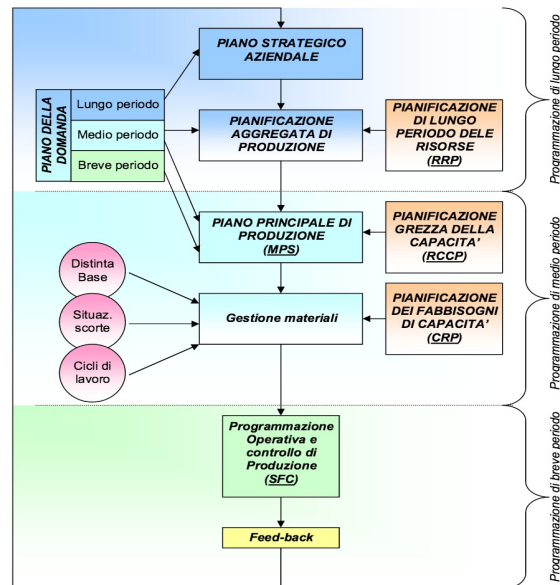 PIANO STRATEGICO
AZIENDALE
PIANO DELLA
DOMANDA
Lungo periodo
Medio periodo
Breve periodo
PIANIFICAZIONE
AGGREGATA DI
PRODUZIONE
PIANIFICAZIONE
DI LUNGO
PERIODO DELE
RISORSE
(RRP)
Programmazione di lungo periodo
PIANO PRINCIPALE DI
PRODUZIONE
(MPS)
PIANIFICAZIONE
GREZZA DELLA
CAPACITA'
(RCCP)
Distinta
Base
Situaz.
scorte
Cicli di
lavoro
Gestione materiali
PIANIFICAZIONE
DEI FABBISOGNI
DI CAPACITA'
(CRP)
Programmazione di medio periodo
Programmazione
Operativa e
controllo di
Produzione
(SFC)
Feed-back
Programmazione di breve periodo